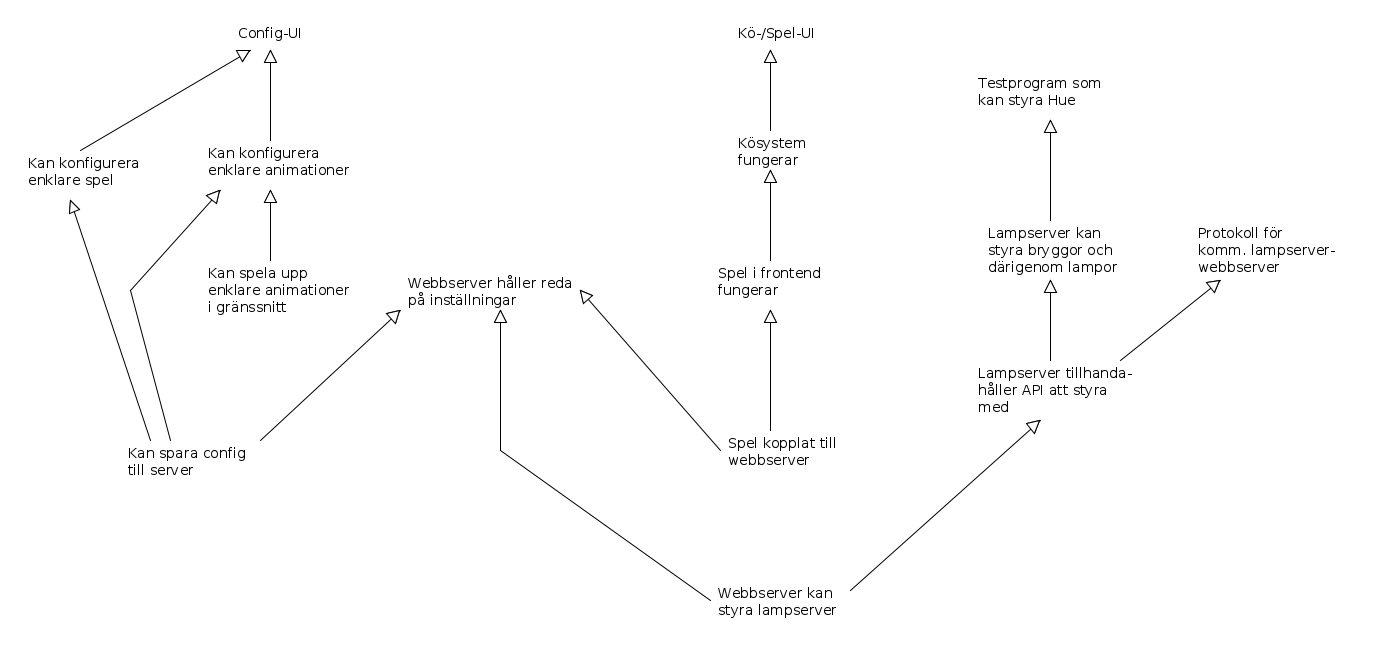 Config-UI
Kö-/Spel-UI
Testprogram som
kan styra Hue
Kan konfigurera
enklare spel
Kan konfigurera
enklare animationer
Kösystem
fungerar
Lampserver kan
styra bryggor och
därigenom lampor
Protokoll för
komm. lampserver-
webbserver
Kan spela upp
enklare animationer
i gränssnitt
Webbserver håller reda
på inställningar
Spel i frontend
fungerar
Lampserver tillhanda-
håller API att styra
med
Kan spara config
till server
Spel kopplat till
webbserver
Webbserver kan
styra lampserver